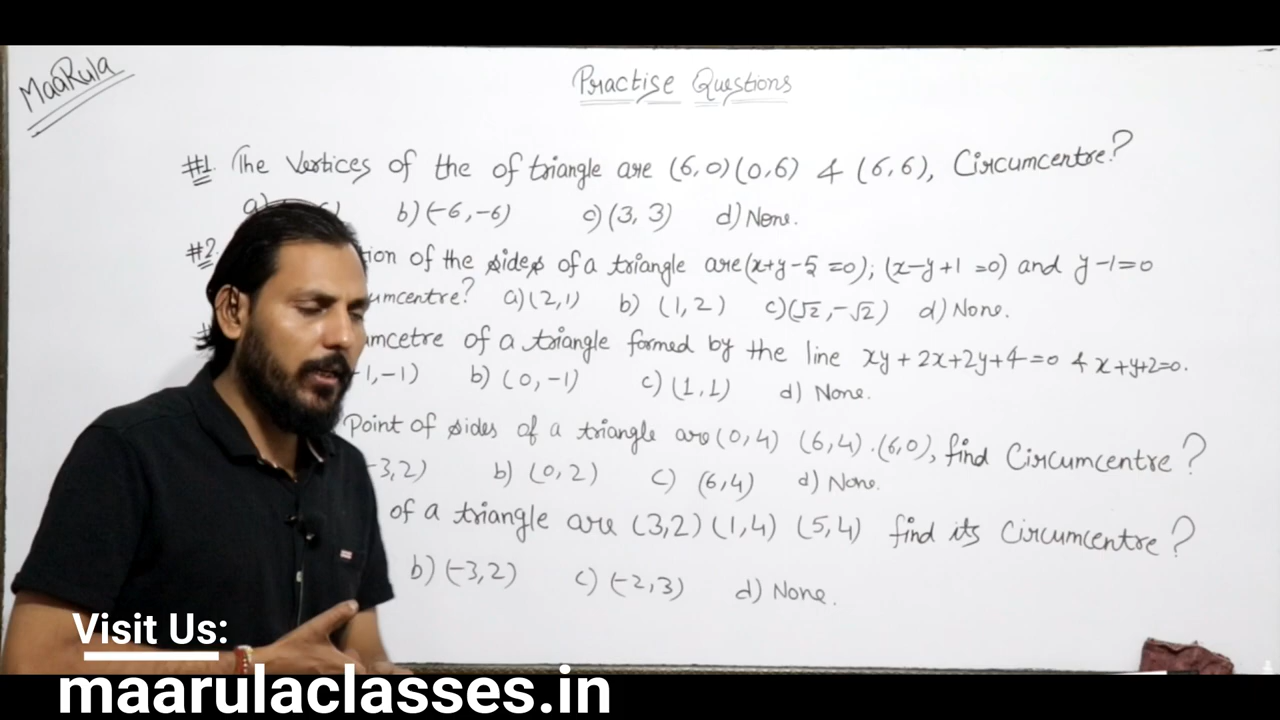 MaaRula
Practise Questions
#1. The Vertices of the of triangle are (6,0)(0,6) & (6,6), Circumcentre?
a) b) (-6,-6) c) (3, 3) d) None.
#2. tion of the sides of a triangle are (x+y-5=0); (x-y+1=0) and y-1=0
umcentre? a) (2,1) b) (1,2) c) (√2,-√2) d) None.
umcetre of a triangle formed by the line xy+2x+2y+4=0 & x+y+2=0.
-1,-1) b) (0,-1) c) (1,1) d) None.
Point of sides of a triangle are (0,4) (6,4).(6,0), find Circumcentre?
-3,2) b) (0,2) c) (6,4) d) None.
of a triangle are (3,2) (1,4) (5,4) find its Circumcentre?
b) (-3,2) c) (-2,3) d) None.
Visit Us:
maarulaclasses.in